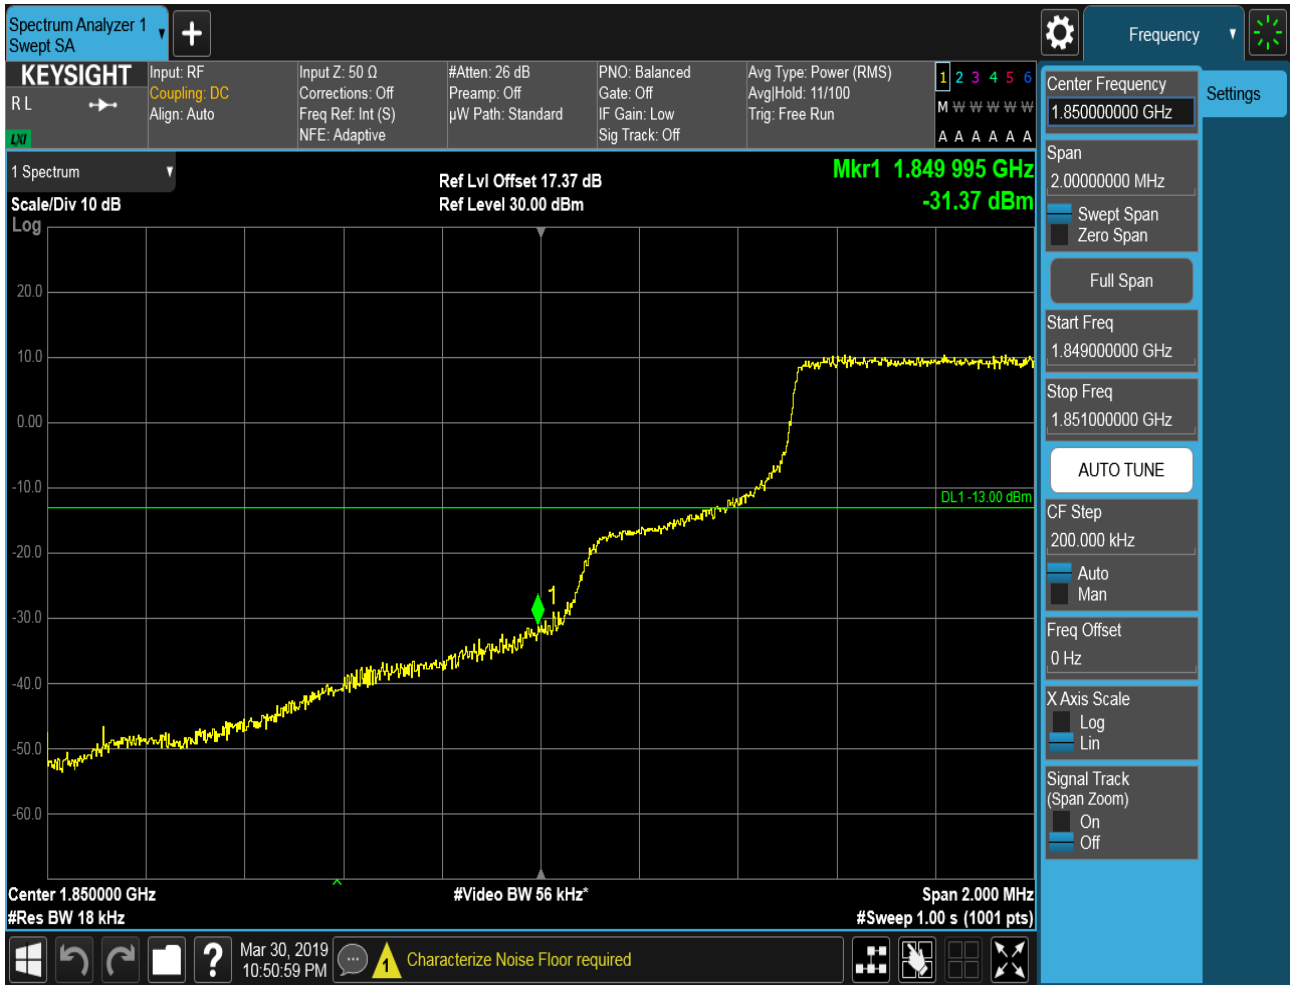 Spectrum Analyzer 1
Swept SA
Frequency
KEYSIGHT
R L
LXI
Input: RF
Coupling: DC
Align: Auto
Input Z: 50 Ω
Corrections: Off
Freq Ref: Int (S)
NFE: Adaptive
#Atten: 26 dB
Preamp: Off
µW Path: Standard
PNO: Balanced
Gate: Off
IF Gain: Low
Sig Track: Off
Avg Type: Power (RMS)
Avg|Hold: 11/100
Trig: Free Run
1 2 3 4 5 6
M W W W W W
A A A A A A
Center Frequency
1.850000000 GHz
Settings
1 Spectrum
Scale/Div 10 dB
Log
Ref Lvl Offset 17.37 dB
Ref Level 30.00 dBm
Mkr1 1.849 995 GHz
-31.37 dBm
Span
2.00000000 MHz
Swept Span
Zero Span
Full Span
Start Freq
1.849000000 GHz
Stop Freq
1.851000000 GHz
AUTO TUNE
CF Step
200.000 kHz
Auto
Man
Freq Offset
0 Hz
X Axis Scale
Log
Lin
Signal Track
(Span Zoom)
On
Off
20.0
10.0
0.00
-10.0
-20.0
-30.0
-40.0
-50.0
-60.0
DL1 -13.00 dBm
1
Center 1.850000 GHz
#Res BW 18 kHz
#Video BW 56 kHz*
Span 2.000 MHz
#Sweep 1.00 s (1001 pts)
?
Mar 30, 2019
10:50:59 PM
1
Characterize Noise Floor required